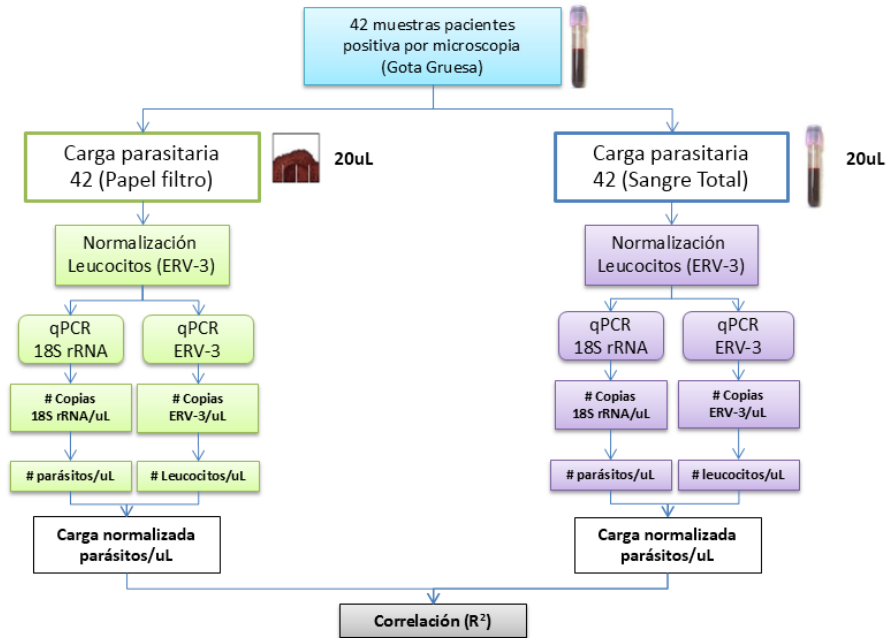 42 muestras pacientes
positiva por microscopia
(Gota Gruesa)
Carga parasitaria
42 (Papel filtro)
20uL
Carga parasitaria
42 (Sangre Total)
20uL
Normalización
Leucocitos (ERV-3)
Normalización
Leucocitos (ERV-3)
qPCR
18S rRNA
qPCR
ERV-3
qPCR
18S rRNA
qPCR
ERV-3
# Copias
18S rRNA/uL
# Copias
ERV-3/uL
# Copias
18S rRNA/uL
# Copias
ERV-3/uL
# parásitos/uL
# Leucocitos/uL
# parásitos/uL
# leucocitos/uL
Carga normalizada
parásitos/uL
Carga normalizada
parásitos/uL
Correlación (R²)